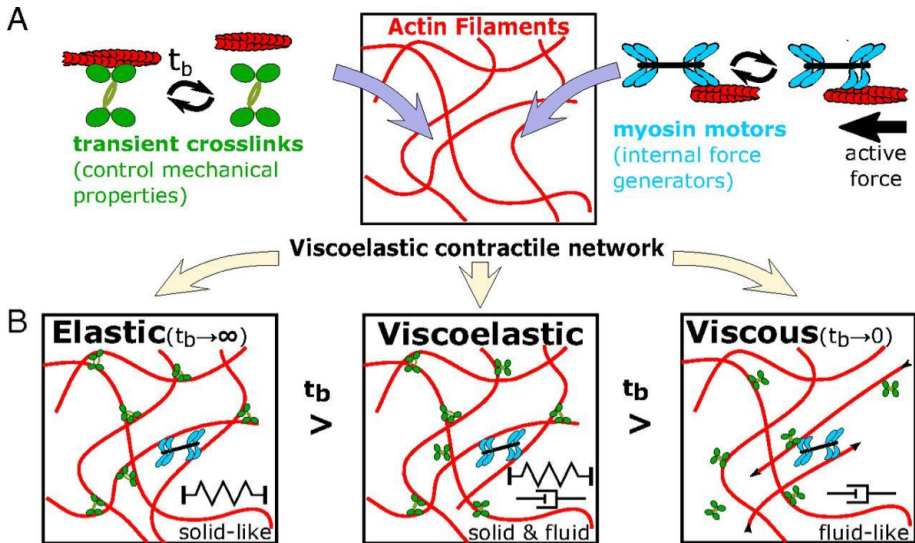 A
Actin Filaments
t_b
transient crosslinks
(control mechanical
properties)
myosin motors
(internal force
generators)
active
force
Viscoelastic contractile network
B
Elastic(t_b→∞)
solid-like
t_b
>
Viscoelastic
solid & fluid
t_b
>
Viscous(t_b→0)
fluid-like